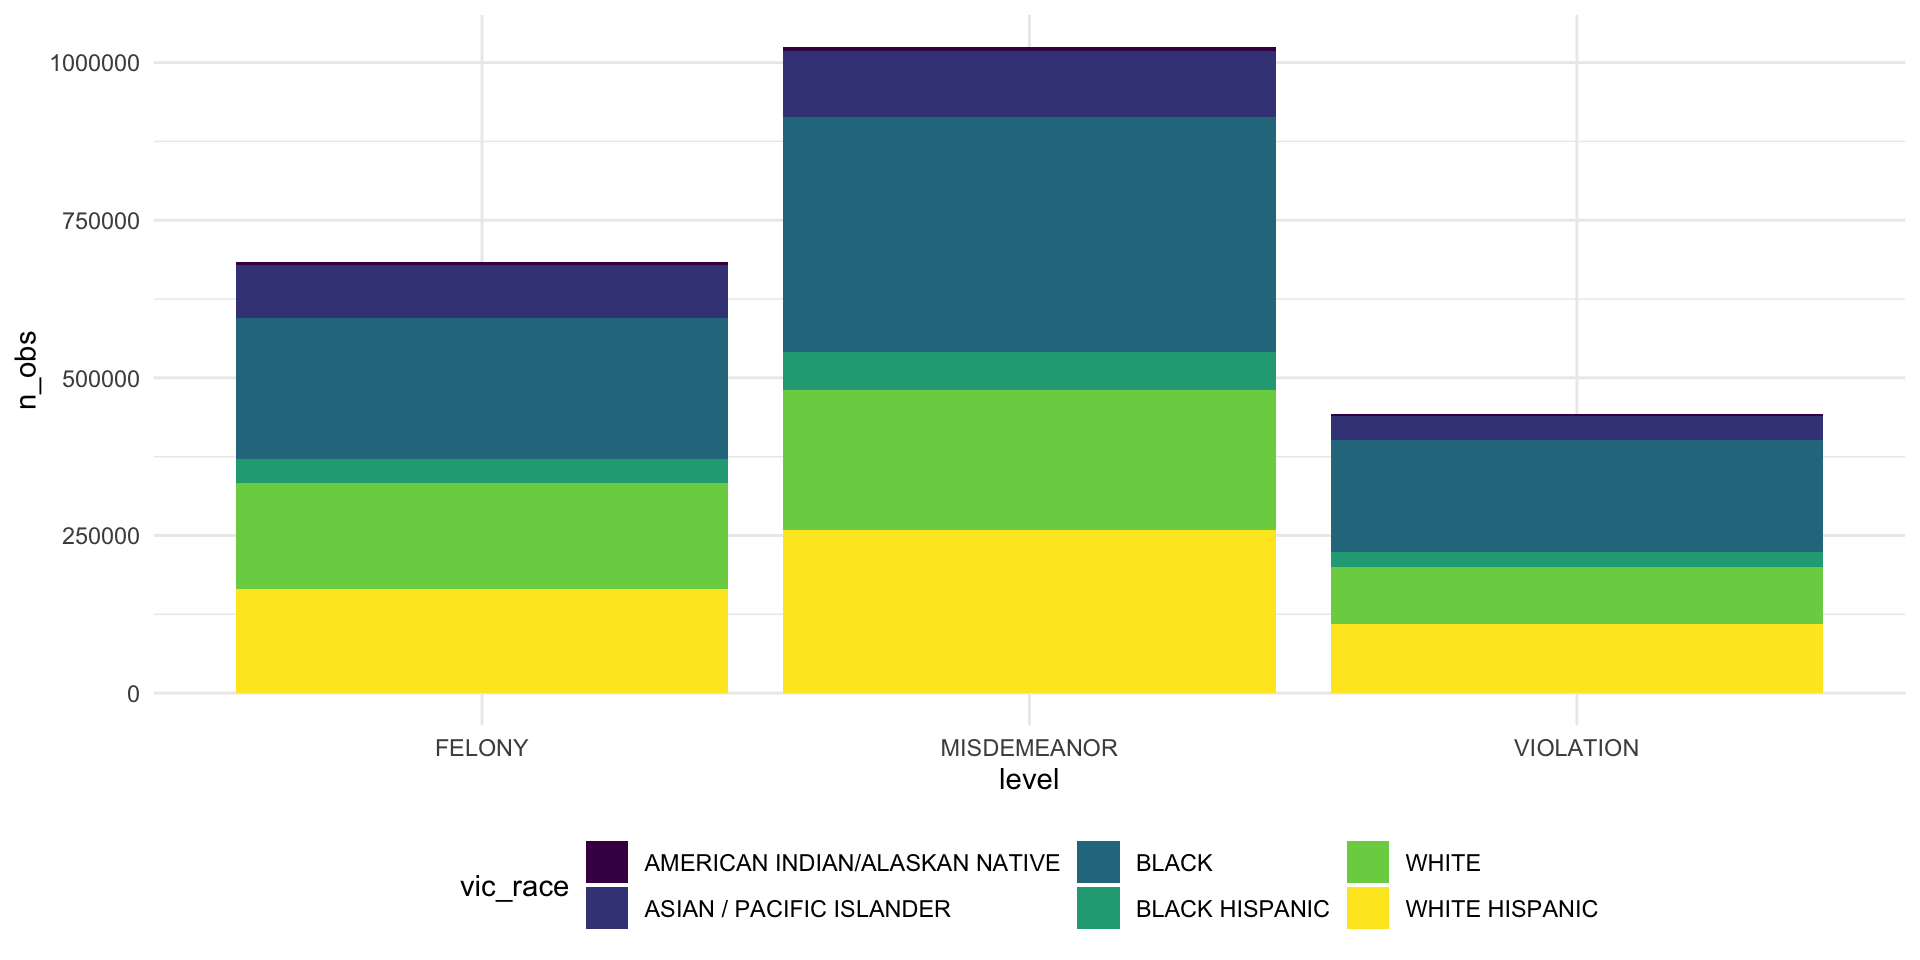 1000000
750000
500000
250000
0
n_obs
FELONY MISDEMEANOR VIOLATION
level
vic_race
AMERICAN INDIAN/ALASKAN NATIVE BLACK WHITE
ASIAN / PACIFIC ISLANDER BLACK HISPANIC WHITE HISPANIC